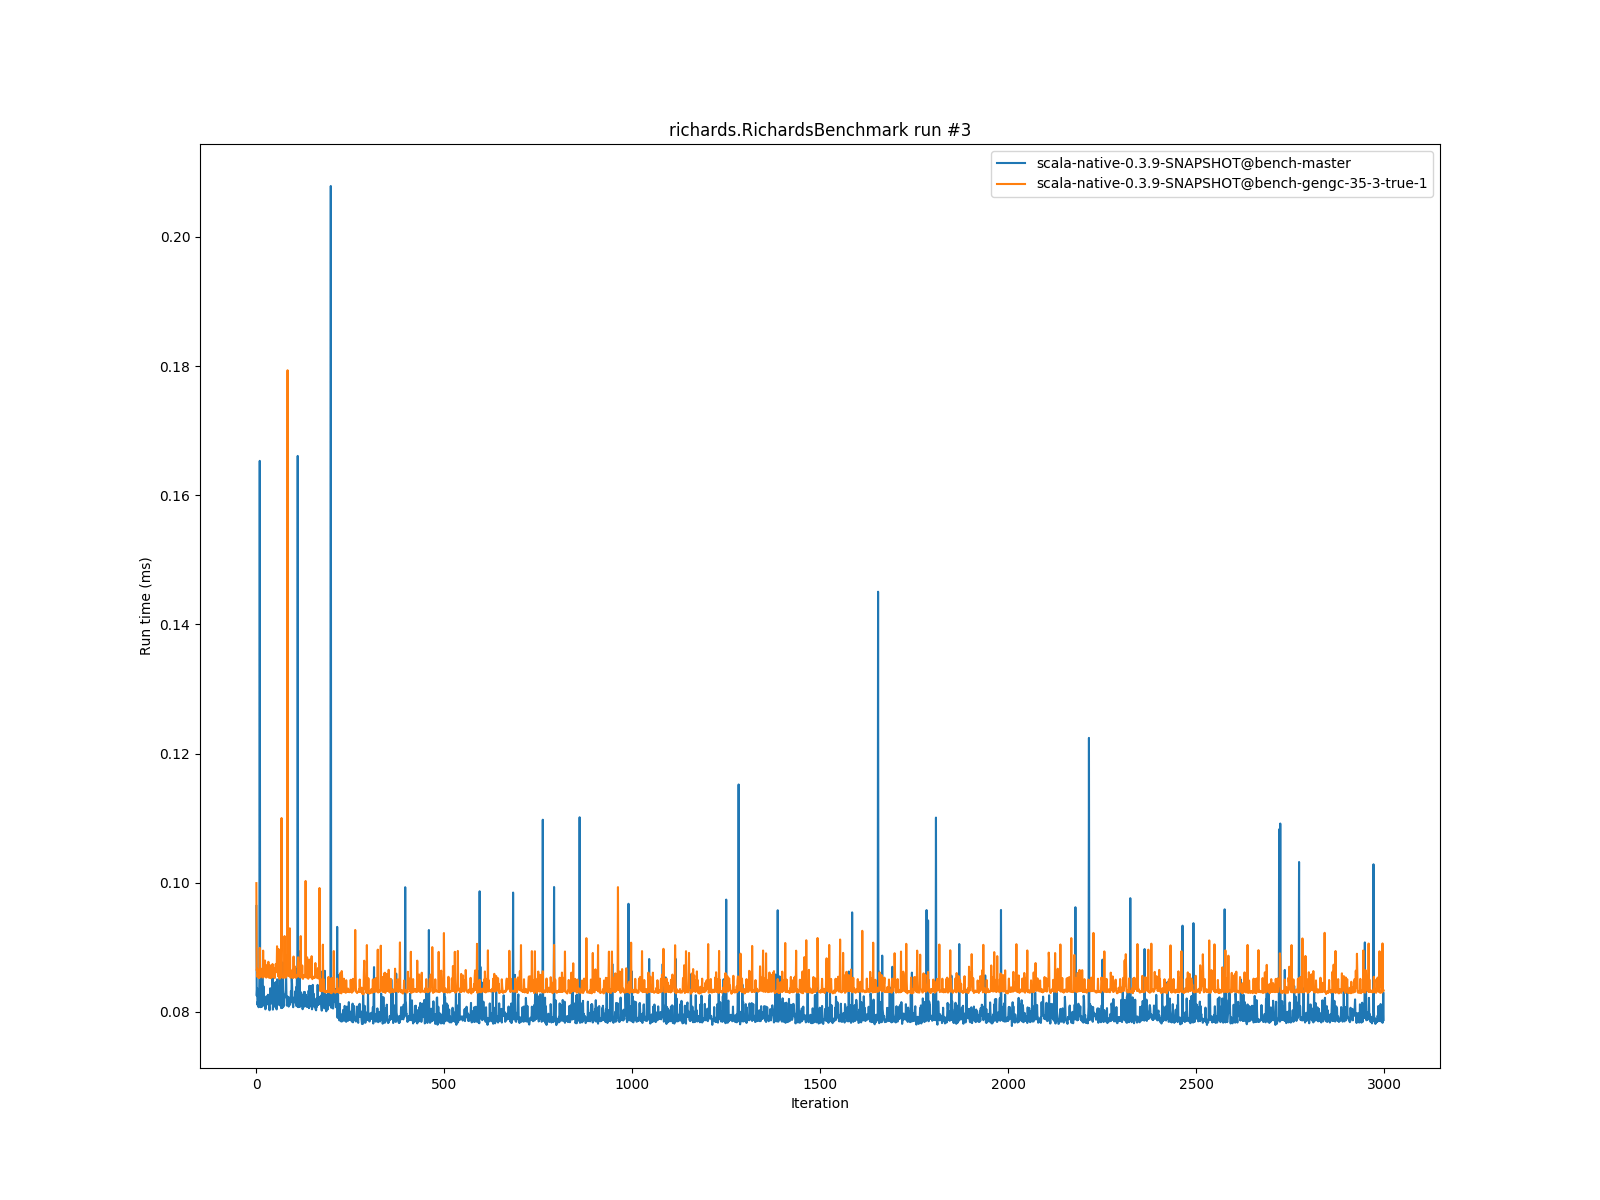 richards.RichardsBenchmark run #3
scala-native-0.3.9-SNAPSHOT@bench-master
scala-native-0.3.9-SNAPSHOT@bench-gengc-35-3-true-1
Run time (ms)
0.20
0.18
0.16
0.14
0.12
0.10
0.08
0 500 1000 1500 2000 2500 3000
Iteration